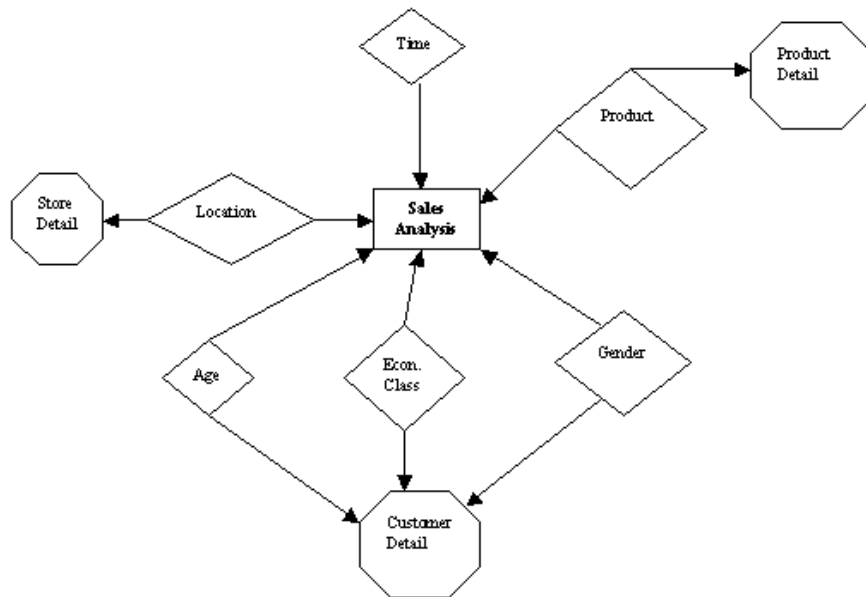 Time
Product
Detail
Product
Store
Detail
Location
Sales
Analysis
Age
Econ.
Class
Gender
Customer
Detail